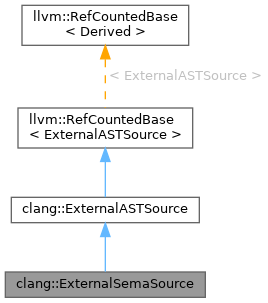 llvm::RefCountedBase
< Derived >
< ExternalASTSource >
llvm::RefCountedBase
< ExternalASTSource >
clang::ExternalASTSource
clang::ExternalSemaSource